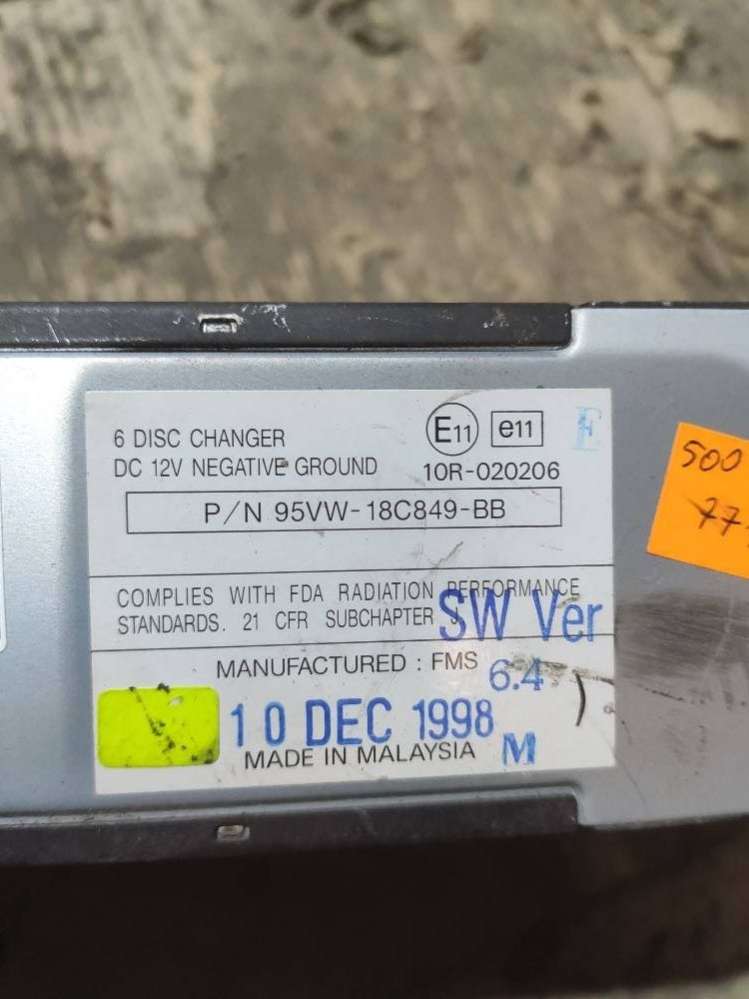 6 DISC CHANGER
DC 12V NEGATIVE GROUND
E11 e11
10R-020206
P/N 95VW-18C849-BB
COMPLIES WITH FDA RADIATION PERFORMANCE
STANDARDS. 21 CFR SUBCHAPTER J.
SW Ver
6.4
MANUFACTURED : FMS
10 DEC 1998
MADE IN MALAYSIA
M
500